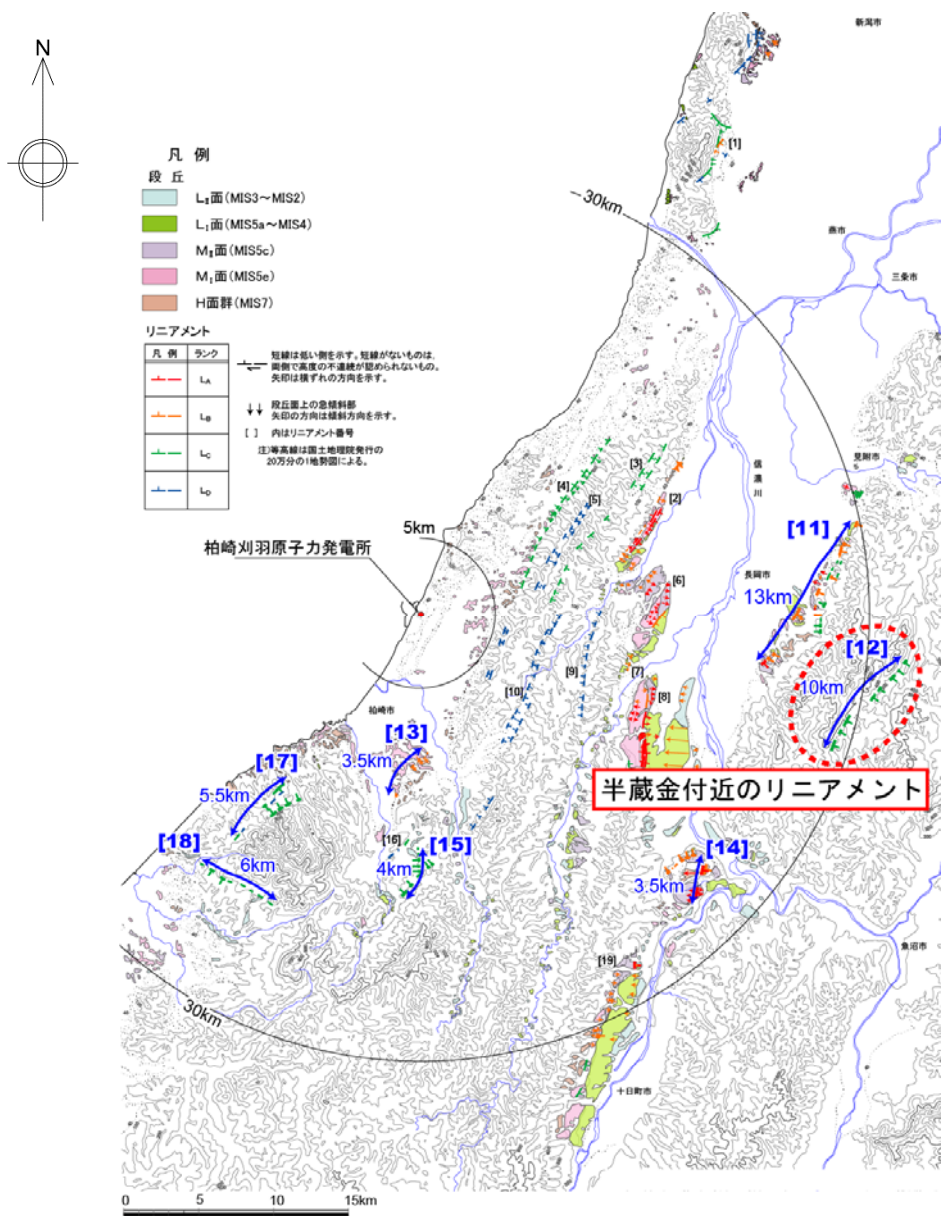 N
新潟市
凡 例
段 丘
LⅡ面(MIS3～MIS2)
LⅠ面(MIS5a～MIS4)
MⅡ面(MIS5c)
MⅠ面(MIS5e)
H面群(MIS7)
リニアメント
凡 例 ランク
LA
LB
LC
LD
短線は低い側を示す。短線がないものは、
両側で高度の不連続が認められないもの。
矢印は横ずれの方向を示す。
段丘面上の急傾斜部
矢印の方向は傾斜方向を示す。
[ ] 内はリニアメント番号
注)等高線は国土地理院発行の
20万分の1地勢図による。
[1]
30km
燕市
三条市
見附市
信濃川
[3]
[4]
[5]
[2]
5km
柏崎刈羽原子力発電所
[11]
長岡市
13km
[6]
[12]
10km
[7]
[9]
[8]
[10]
柏崎市
[13]
3.5km
[17]
5.5km
半蔵金付近のリニアメント
[18]
6km
[16]
[15]
4km
[14]
3.5km
魚沼市
[19]
30km
十日町市
0 5 10 15km